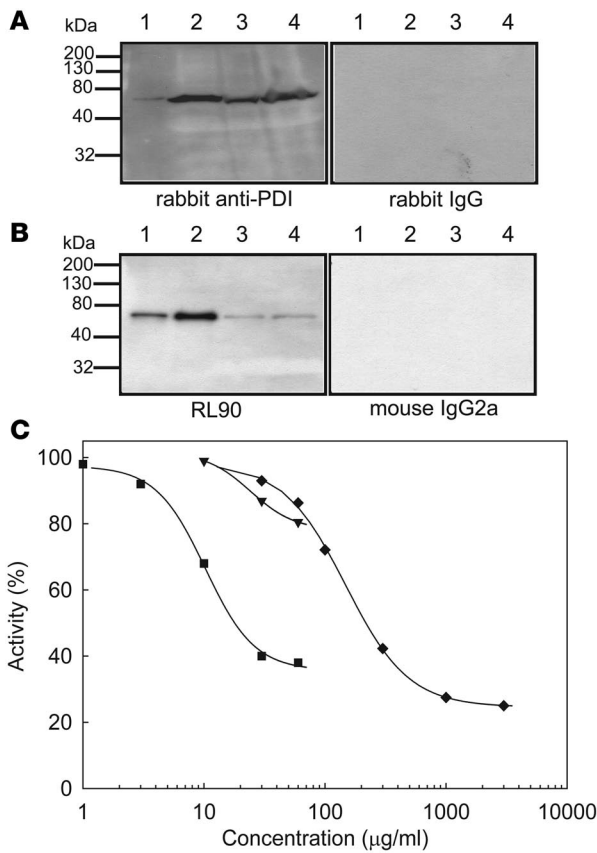 A
kDa 1 2 3 4 1 2 3 4
200
130
80
40
32
rabbit anti-PDI rabbit IgG
B
kDa 1 2 3 4 1 2 3 4
200
130
80
40
32
RL90 mouse IgG2a
C
100
80
60
40
20
0
Activity (%)
1 10 100 1000 10000
Concentration (μg/ml)